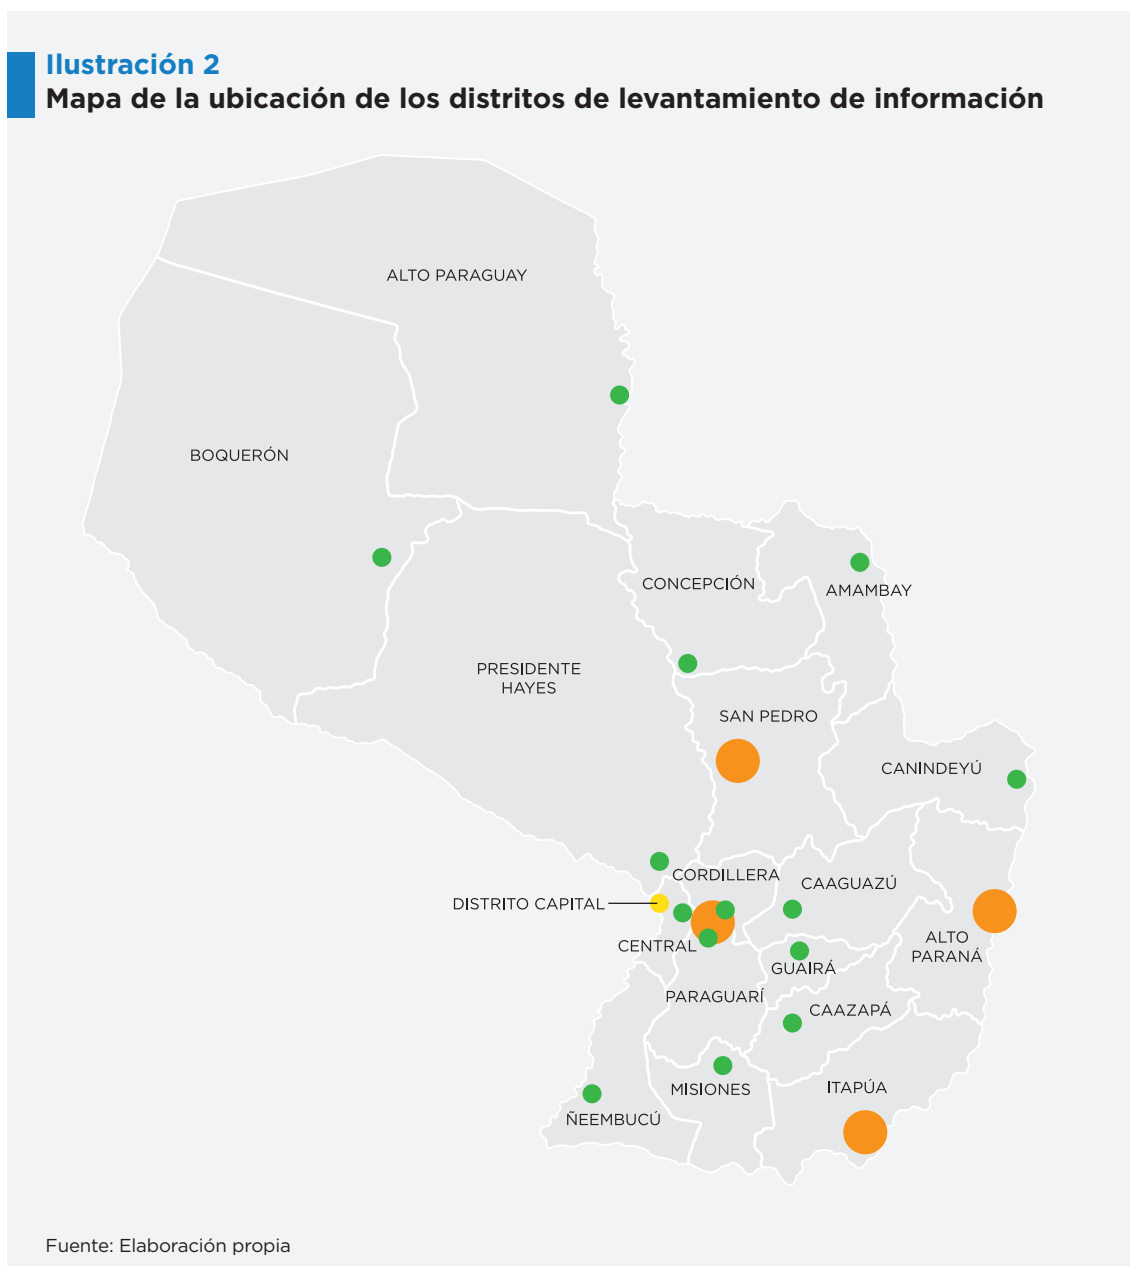 Ilustración 2
Mapa de la ubicación de los distritos de levantamiento de información
ALTO PARAGUAY
BOQUERÓN
CONCEPCIÓN
AMAMBAY
PRESIDENTE
HAYES
SAN PEDRO
CANINDEYÚ
CORDILLERA
CAAGUAZÚ
DISTRITO CAPITAL
CENTRAL
ALTO
PARANÁ
GUAIRÁ
PARAGUARÍ
CAAZAPÁ
MISIONES
ITAPÚA
ÑEEMBUCÚ
Fuente: Elaboración propia